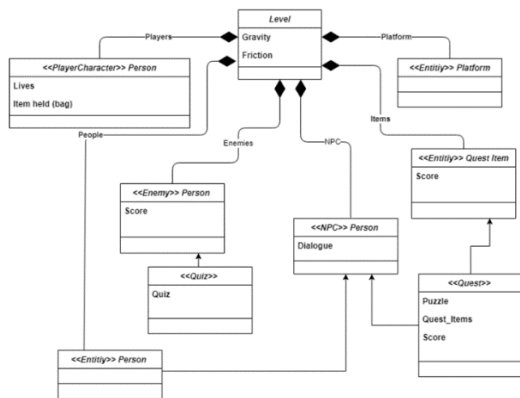 Level
Gravity
Friction
Players
Platform
<<PlayerCharacter>> Person
Lives
Item held (bag)
<<Entitiy>> Platform
People
Enemies
NPC
Items
<<Entitiy>> Quest Item
Score
<<Enemy>> Person
Score
<<NPC>> Person
Dialogue
<<Quiz>>
Quiz
<<Quest>>
Puzzle
Quest_Items
Score
<<Entitiy>> Person